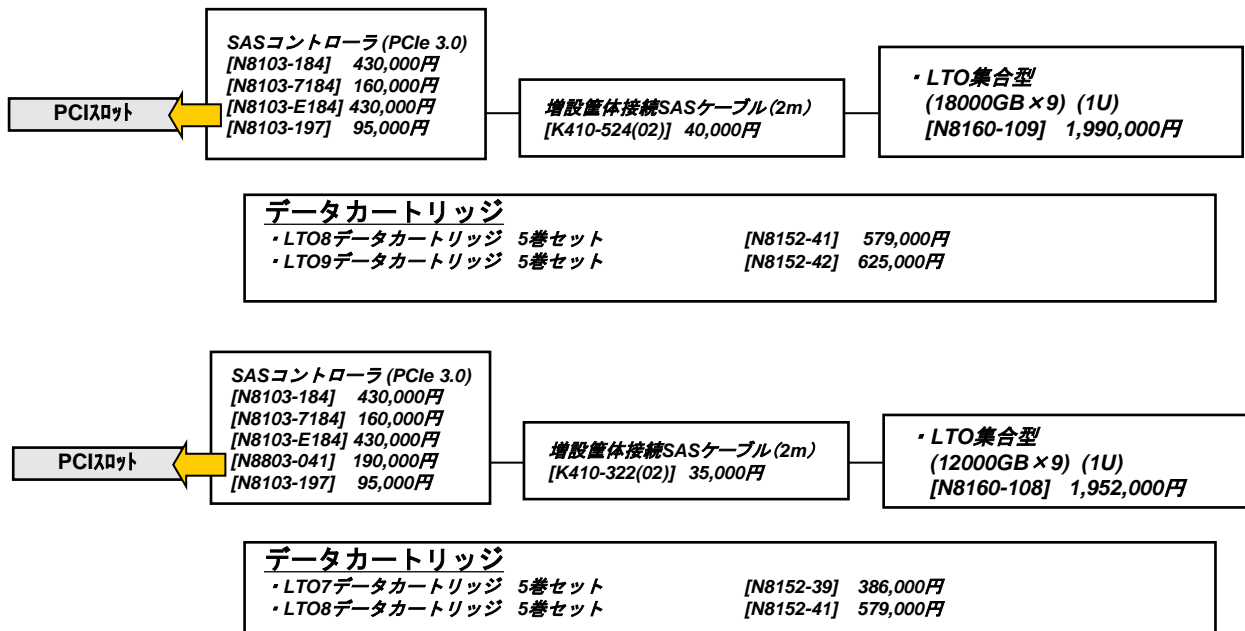 SASコントローラ(PCIe 3.0)
[N8103-184] 430,000円
[N8103-7184] 160,000円
[N8103-E184] 430,000円
[N8103-197] 95,000円
PCIｽﾛｯﾄ
増設筐体接続SASケーブル(2m)
[K410-524(02)] 40,000円
・LTO集合型
(18000GB×9) (1U)
[N8160-109] 1,990,000円
データカートリッジ
・LTO8データカートリッジ 5巻セット [N8152-41] 579,000円
・LTO9データカートリッジ 5巻セット [N8152-42] 625,000円
SASコントローラ(PCIe 3.0)
[N8103-184] 430,000円
[N8103-7184] 160,000円
[N8103-E184] 430,000円
[N8803-041] 190,000円
[N8103-197] 95,000円
PCIｽﾛｯﾄ
増設筐体接続SASケーブル(2m)
[K410-322(02)] 35,000円
・LTO集合型
(12000GB×9) (1U)
[N8160-108] 1,952,000円
データカートリッジ
・LTO7データカートリッジ 5巻セット [N8152-39] 386,000円
・LTO8データカートリッジ 5巻セット [N8152-41] 579,000円